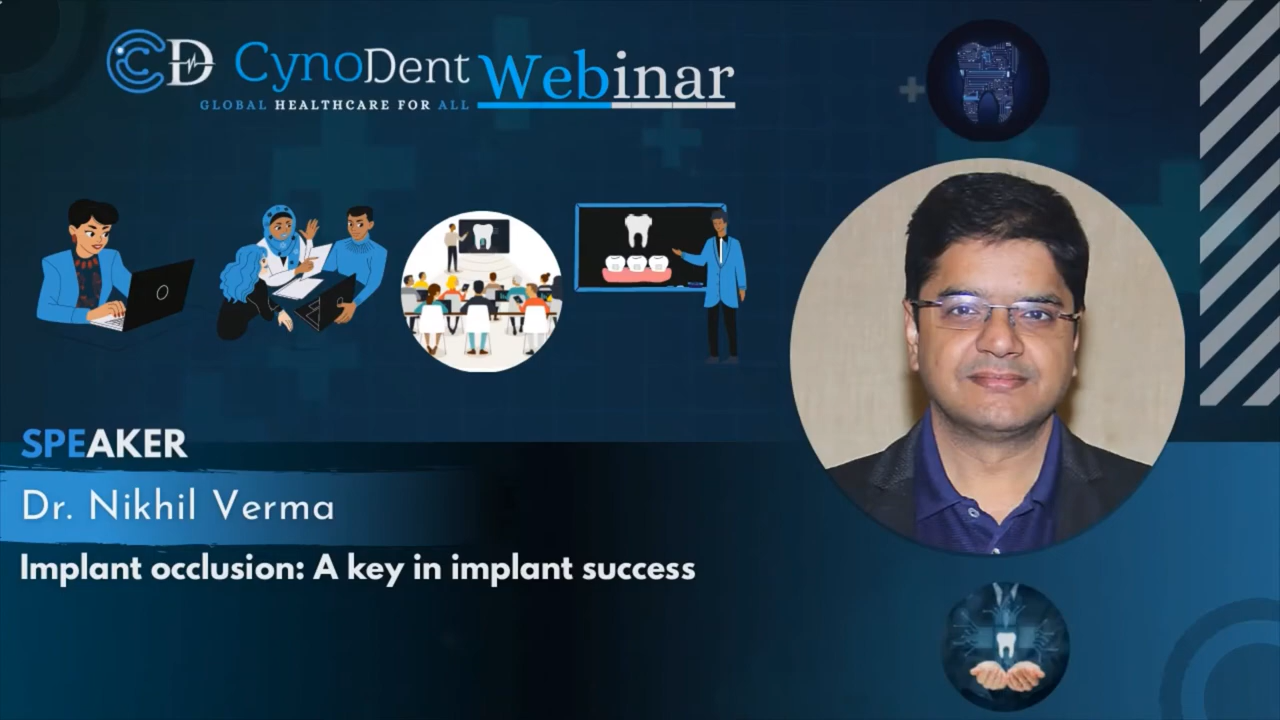 CD CynoDent Webinar
GLOBAL HEALTHCARE FOR ALL
SPEAKER
Dr. Nikhil Verma
Implant occlusion: A key in implant success